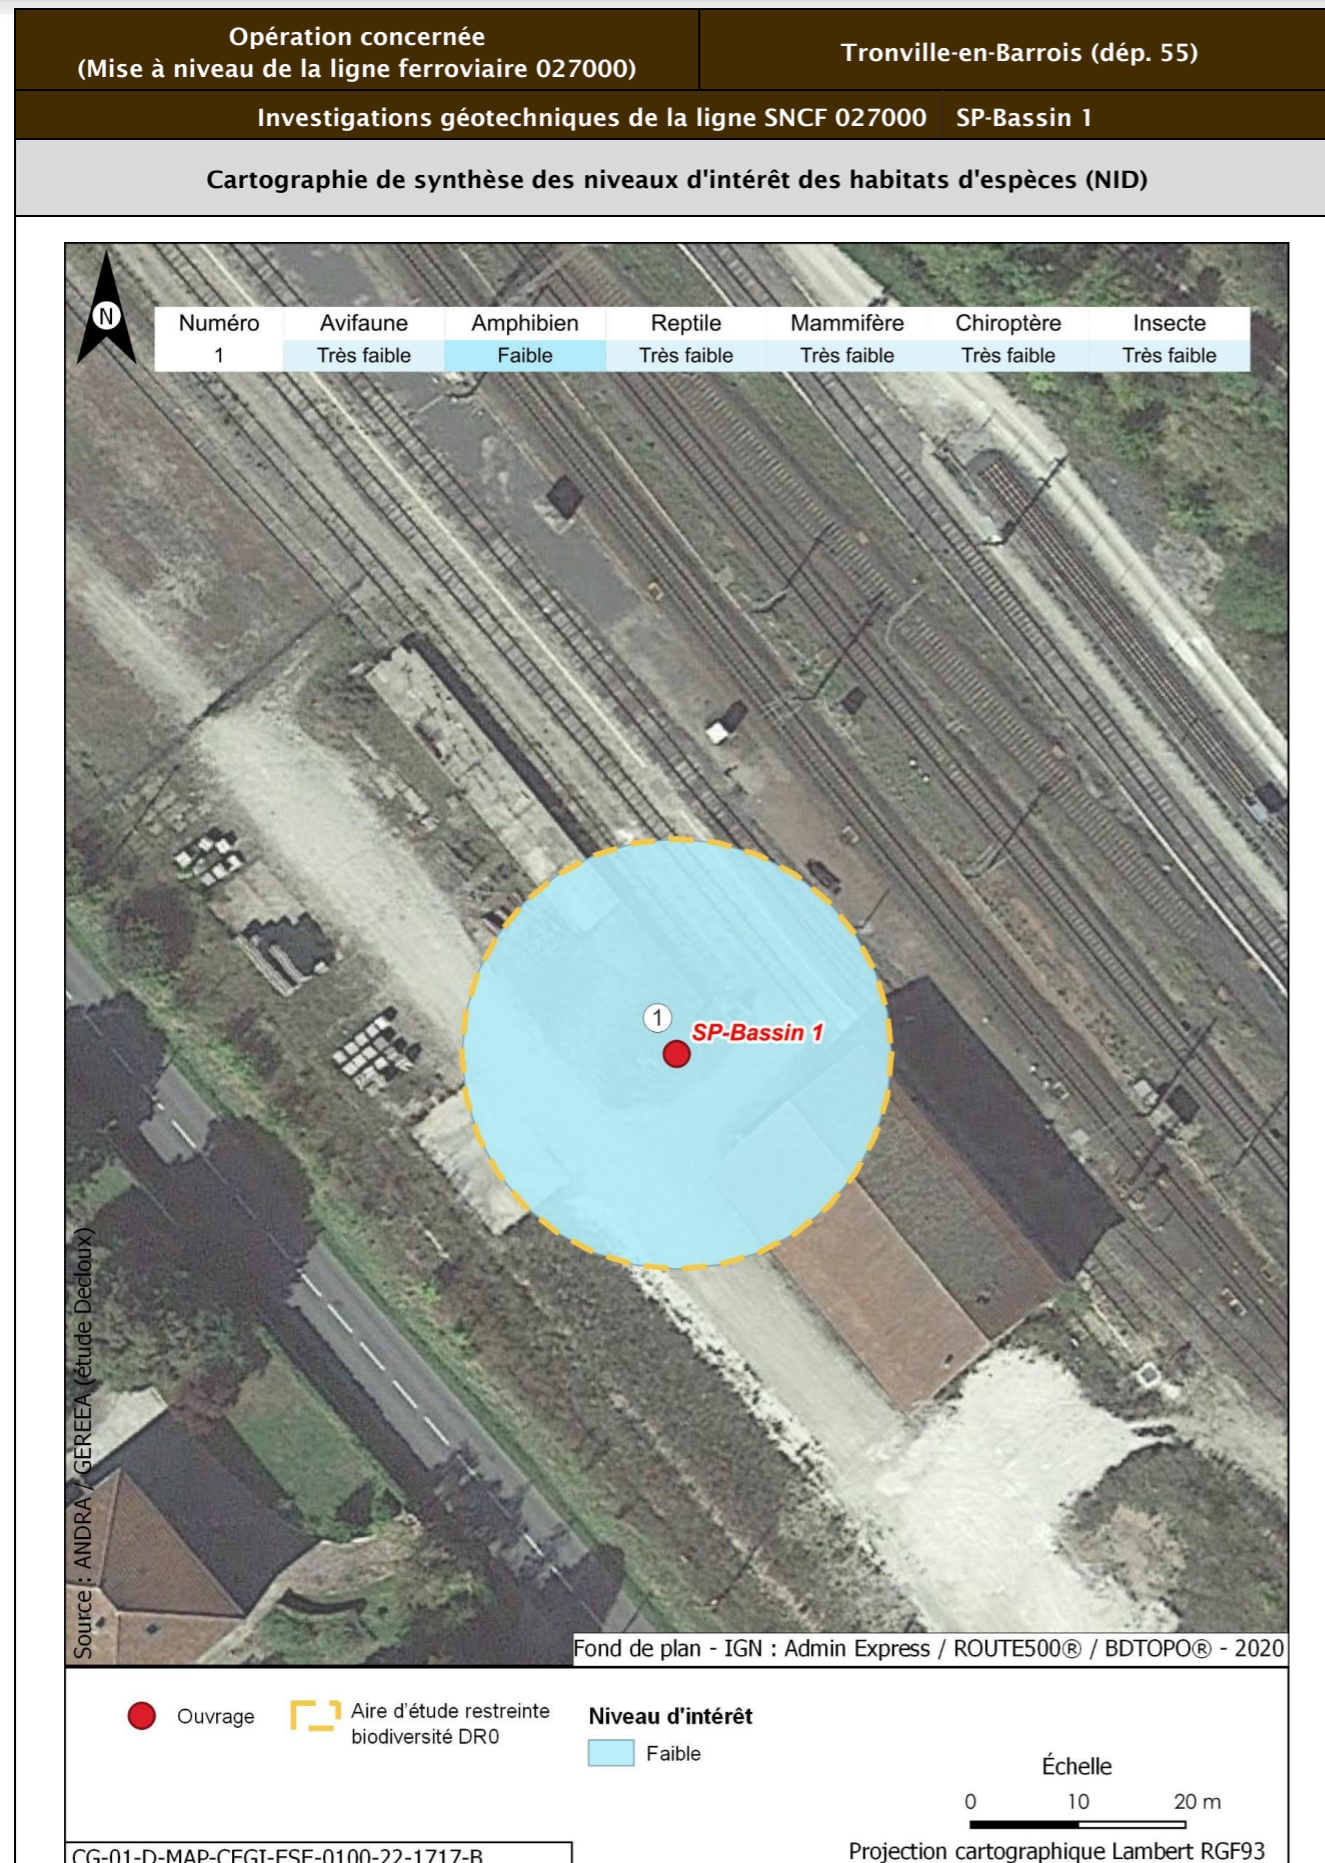 Opération concernée
(Mise à niveau de la ligne ferroviaire 027000)
Tronville-en-Barrois (dép. 55)
Investigations géotechniques de la ligne SNCF 027000 SP-Bassin 1
Cartographie de synthèse des niveaux d'intérêt des habitats d'espèces (NID)
N
Numéro Avifaune Amphibien Reptile Mammifère Chiroptère Insecte
1 Très faible Faible Très faible Très faible Très faible Très faible
1
SP-Bassin 1
Source : ANDRA / GEREEA (étude Decloux)
Fond de plan - IGN : Admin Express / ROUTE500® / BDTOPO® - 2020
Ouvrage
Aire d'étude restreinte
biodiversité DR0
Niveau d'intérêt
Faible
Échelle
0 10 20 m
Projection cartographique Lambert RGF93
CG-01-D-MAP-CEGI-ESE-0100-22-1717-B